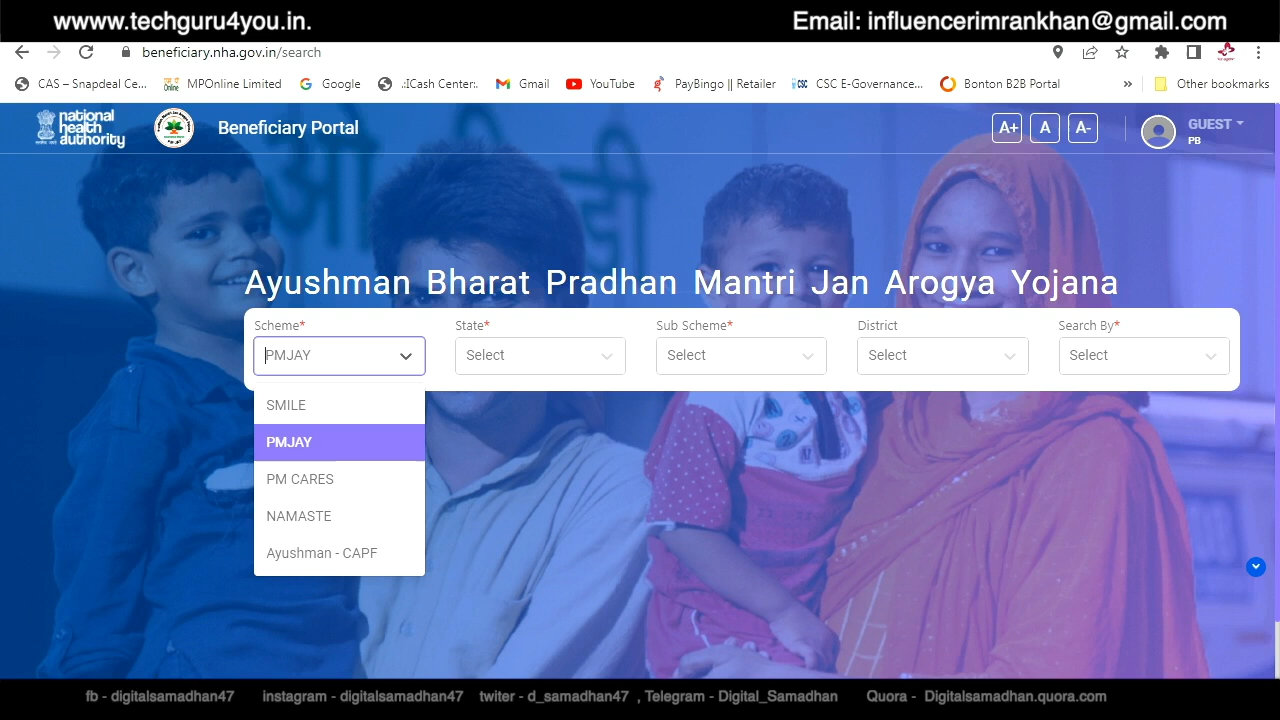 www.techguru4you.in.
Email: influencerimrankhan@gmail.com
beneficiary.nha.gov.in/search
CAS – Snapdeal Ce...
MPOnline Limited
Google
.:ICash Center:.
Gmail
YouTube
PayBingo || Retailer
CSC E-Governance...
Bonton B2B Portal
»
Other bookmarks
national
health
authority
Beneficiary Portal
A+
A
A-
GUEST
PB
Ayushman Bharat Pradhan Mantri Jan Arogya Yojana
Scheme*
State*
Sub Scheme*
District
Search By*
PMJAY
Select
Select
Select
Select
SMILE
PMJAY
PM CARES
NAMASTE
Ayushman - CAPF
fb - digitalsamadhan47 instagram - digitalsamadhan47 twiter - d_samadhan47 , Telegram - Digital_Samadhan Quora - Digitalsamadhan.quora.com